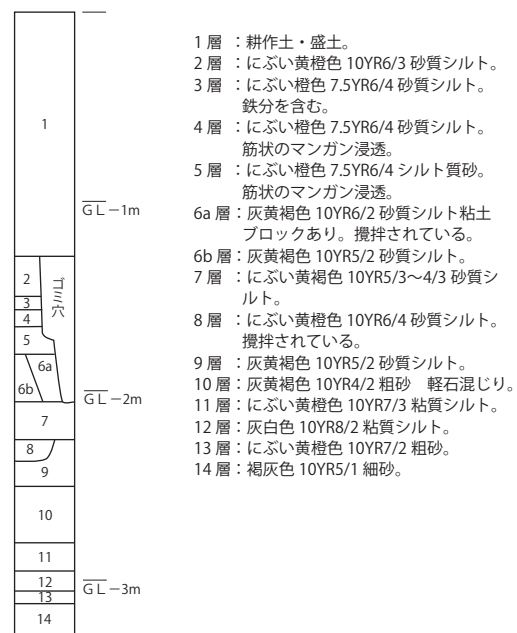 1
2
3
4
5
ゴミ穴
6a
6b
7
8
9
10
11
12
13
14
GL−1m
GL−2m
GL−3m
1 層 ：耕作土・盛土。
2 層 ：にぶい黄橙色 10YR6/3 砂質シルト。
3 層 ：にぶい橙色 7.5YR6/4 砂質シルト。
鉄分を含む。
4 層 ：にぶい橙色 7.5YR6/4 砂質シルト。
筋状のマンガン浸透。
5 層 ：にぶい橙色 7.5YR6/4 シルト質砂。
筋状のマンガン浸透。
6a 層：灰黄褐色 10YR6/2 砂質シルト粘土
ブロックあり。攪拌されている。
6b 層：灰黄褐色 10YR5/2 砂質シルト。
7 層 ：にぶい黄褐色 10YR5/3〜4/3 砂質シ
ルト。
8 層 ：にぶい黄橙色 10YR6/4 砂質シルト。
攪拌されている。
9 層 ：灰黄褐色 10YR5/2 砂質シルト。
10 層：灰黄褐色 10YR4/2 粗砂　軽石混じり。
11 層：にぶい黄橙色 10YR7/3 粘質シルト。
12 層：灰白色 10YR8/2 粘質シルト。
13 層：にぶい黄橙色 10YR7/2 粗砂。
14 層：褐灰色 10YR5/1 細砂。